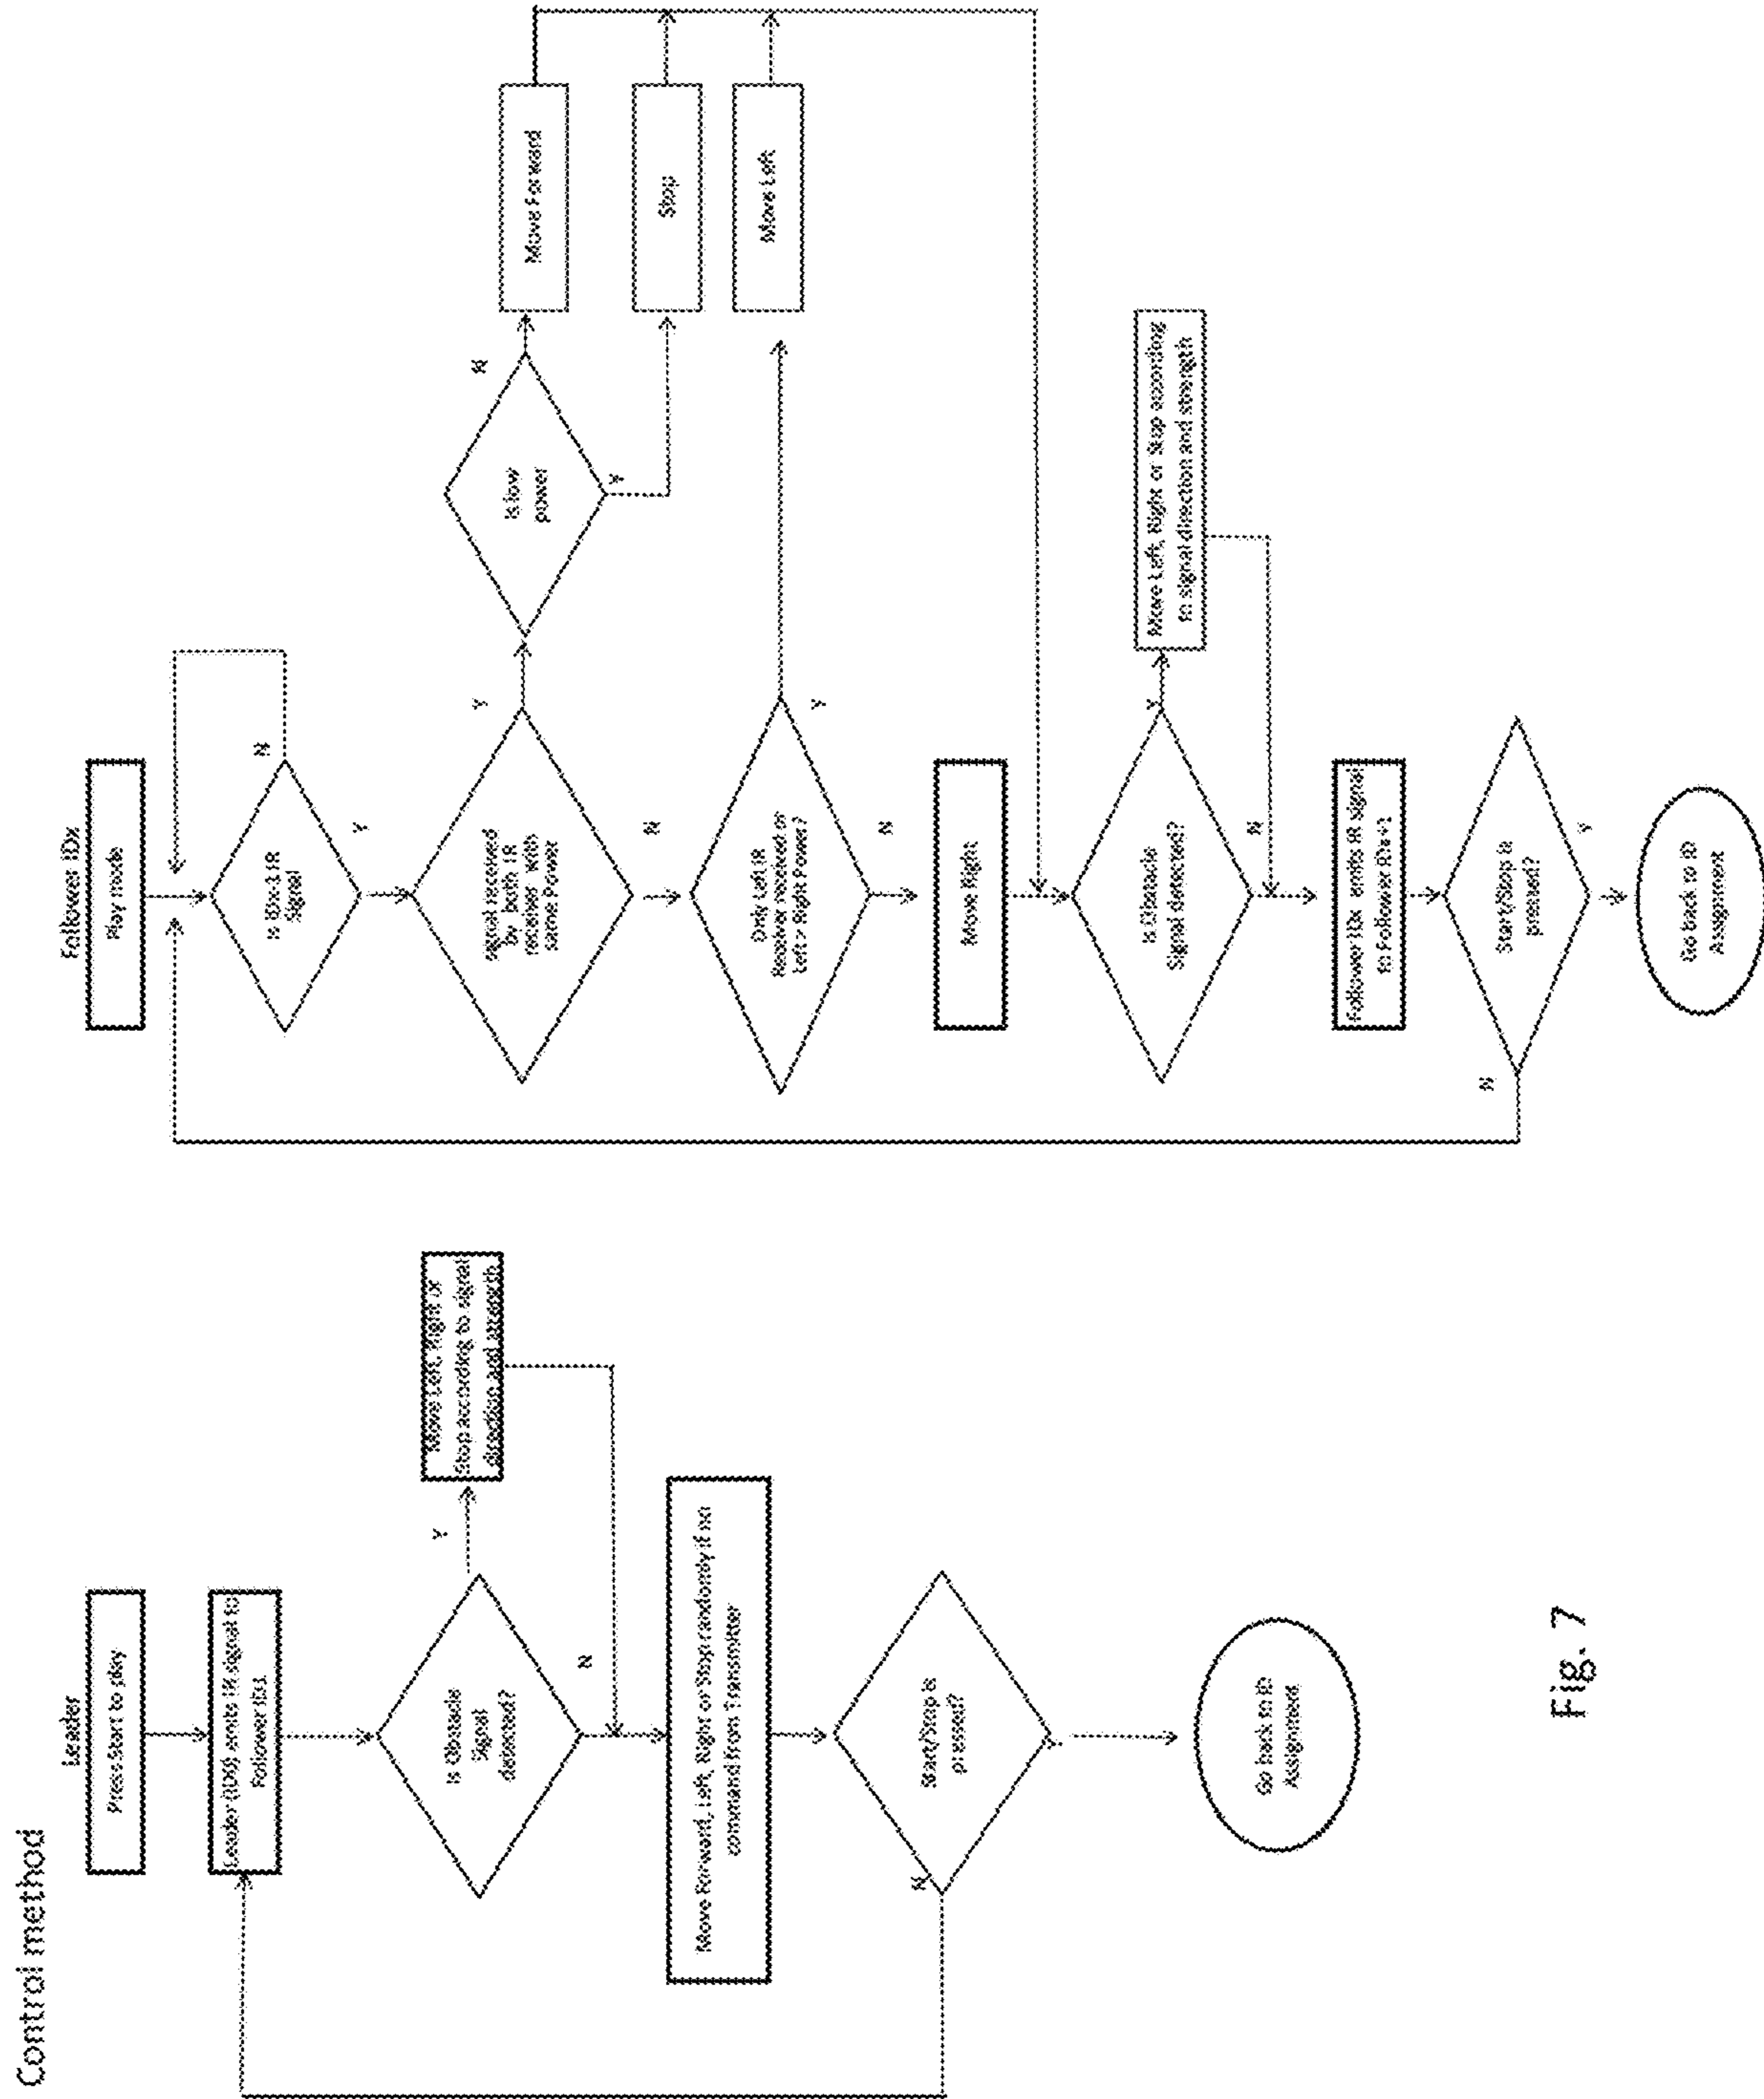 Control method
Leader
Press Start to play
Leader (ID0) emits IR signal to
Follower ID1
Is Obstacle
Signal
detected?
Y
Move Left, Right or
Stop according to signal
direction and strength
N
Move Forward, Left, Right or Stop randomly if no
command from Transmitter
Start/Stop is
pressed?
N
Go back to ID
Assignment
Follower IDx
Play mode
Is IDx-1 IR
Signal
N
Y
signal received
by both IR
receiver with
same Power
Y
Is low
power
N
Move Forward
Y
Stop
N
Only Left IR
Receiver received or
Left > Right Power?
Y
Move Left
N
Move Right
Is Obstacle
Signal detected?
Y
Move Left, Right or Stop according
to signal direction and strength
N
Follower IDx emits IR signal
to Follower IDx+1
Start/Stop is
pressed?
N
Y
Go back to ID
Assignment
Fig. 7